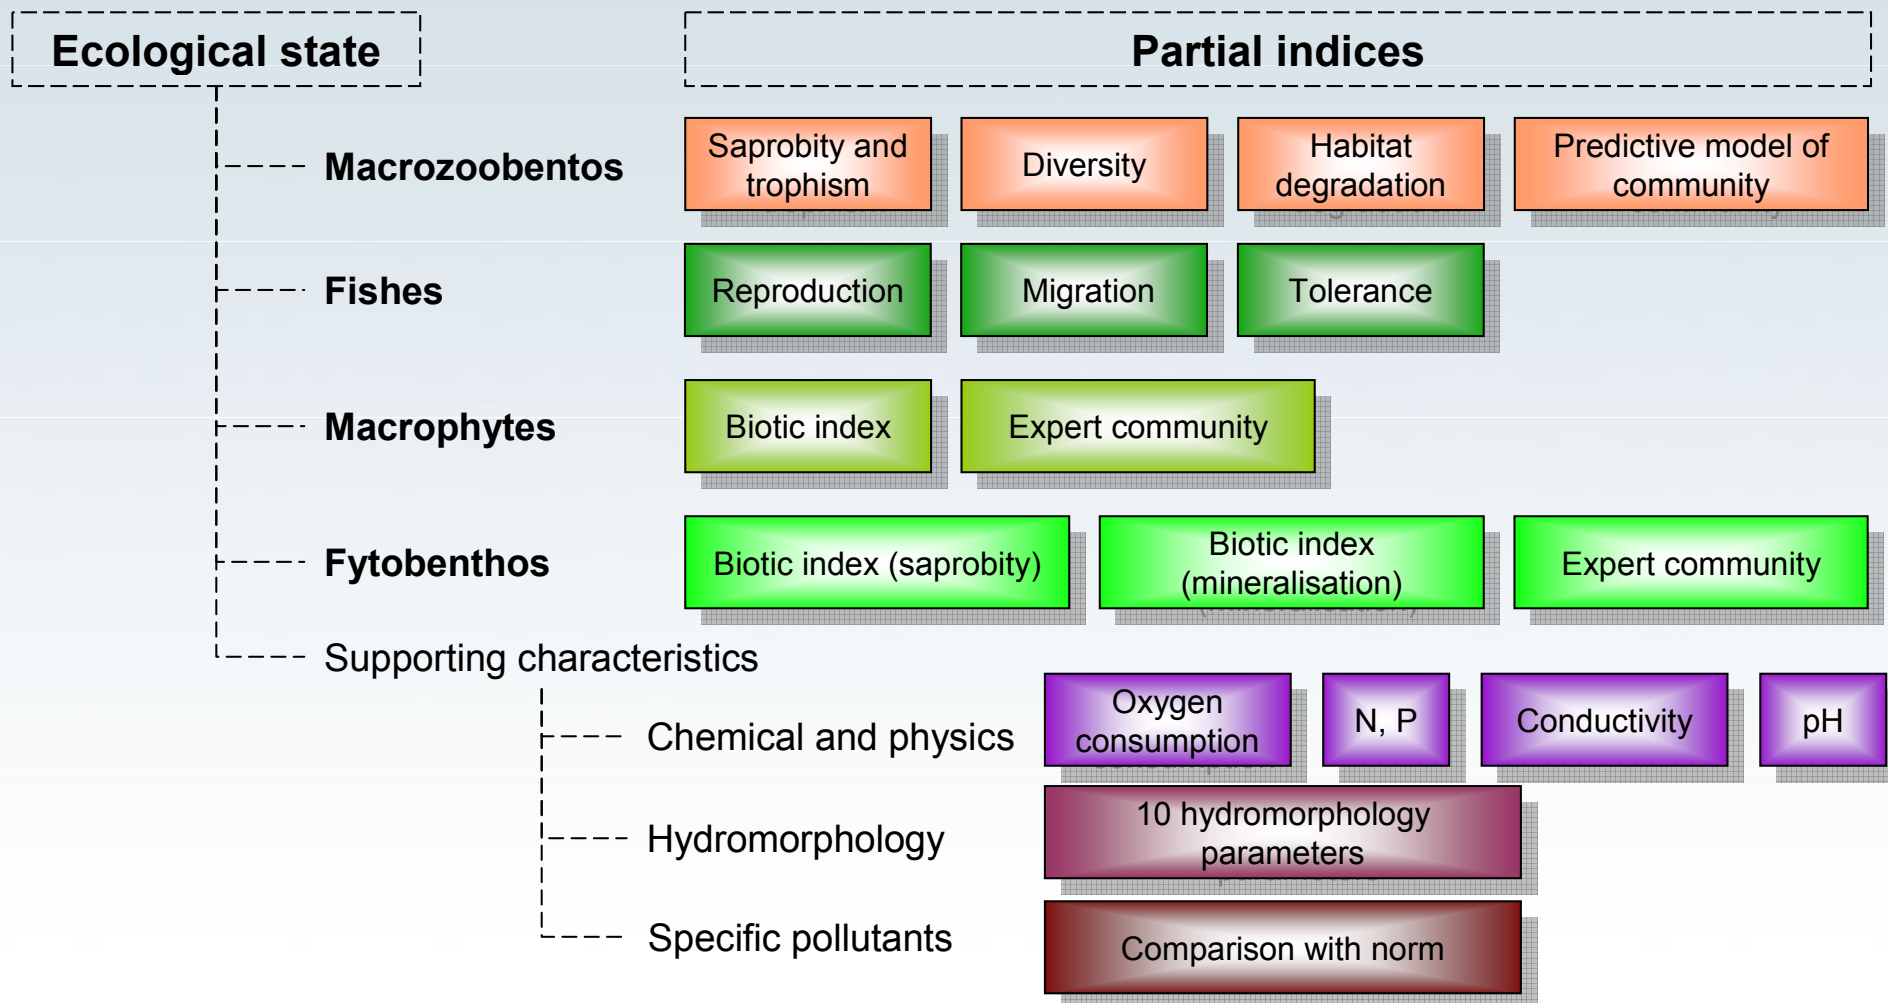 Ecological state
Partial indices
Macrozoobentos
Saprobity and
trophism
Diversity
Habitat
degradation
Predictive model of
community
Fishes
Reproduction
Migration
Tolerance
Macrophytes
Biotic index
Expert community
Fytobenthos
Biotic index (saprobity)
Biotic index
(mineralisation)
Expert community
Supporting characteristics
Chemical and physics
Oxygen
consumption
N, P
Conductivity
pH
Hydromorphology
10 hydromorphology
parameters
Specific pollutants
Comparison with norm